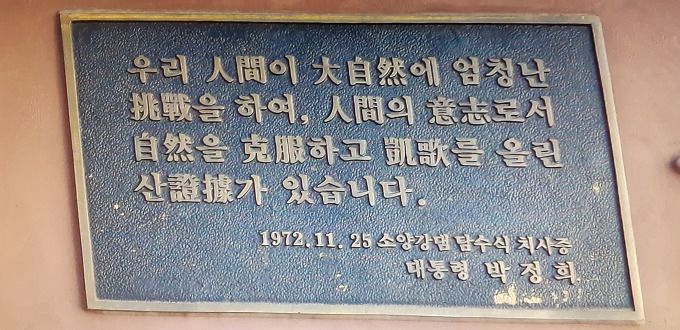 우리 人間이 大自然에 엄청난
挑戰을 하여, 人間의 意志로서
自然을 克服하고 凱歌를 올린
산證據가 있습니다.
1972.11.25 소양강댐 담수식 치사중
대통령 박정희